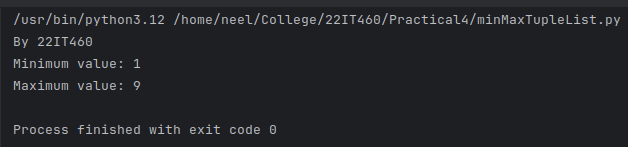 /usr/bin/python3.12 /home/neel/College/22IT460/Practical4/minMaxTupleList.py
By 22IT460
Minimum value: 1
Maximum value: 9
Process finished with exit code 0